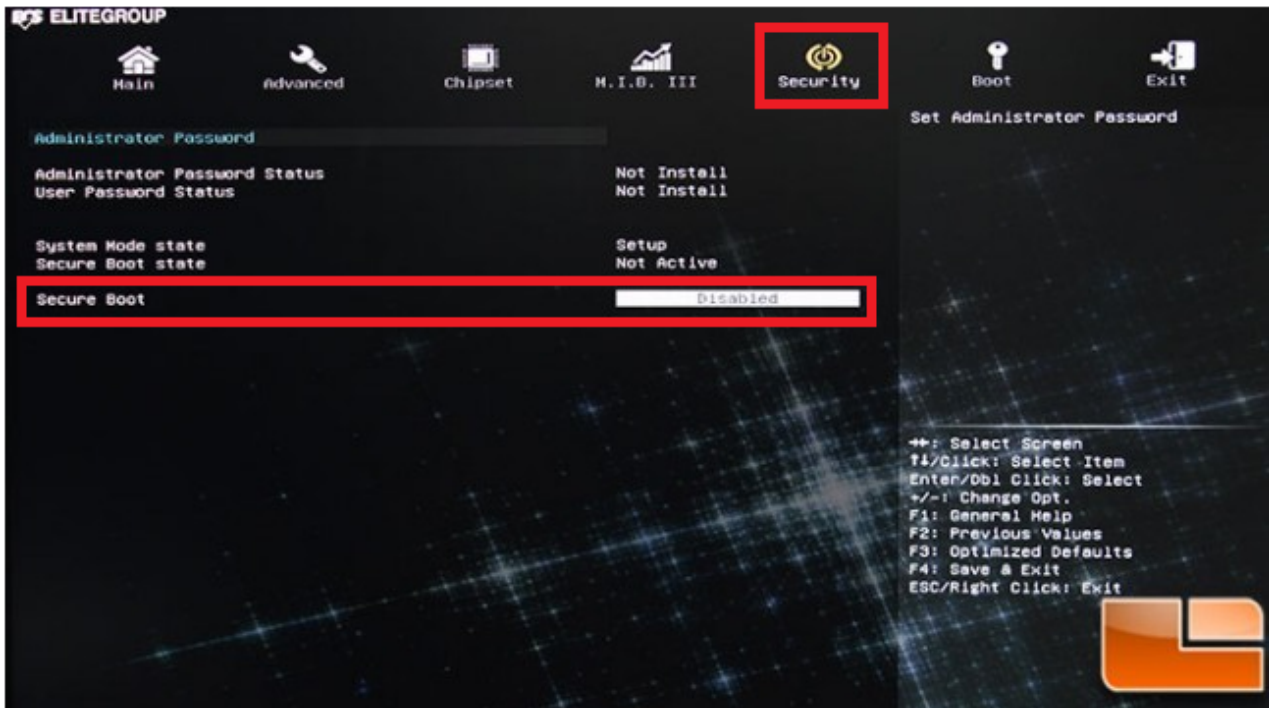 ECS ELITEGROUP
Main Advanced Chipset M.I.B. III Security Boot Exit
Set Administrator Password
Administrator Password
Administrator Password Status Not Install
User Password Status Not Install
System Mode state Setup
Secure Boot state Not Active
Secure Boot Disabled
→←: Select Screen
↑↓/Click: Select Item
Enter/Dbl Click: Select
+/-: Change Opt.
F1: General Help
F2: Previous Values
F3: Optimized Defaults
F4: Save & Exit
ESC/Right Click: Exit